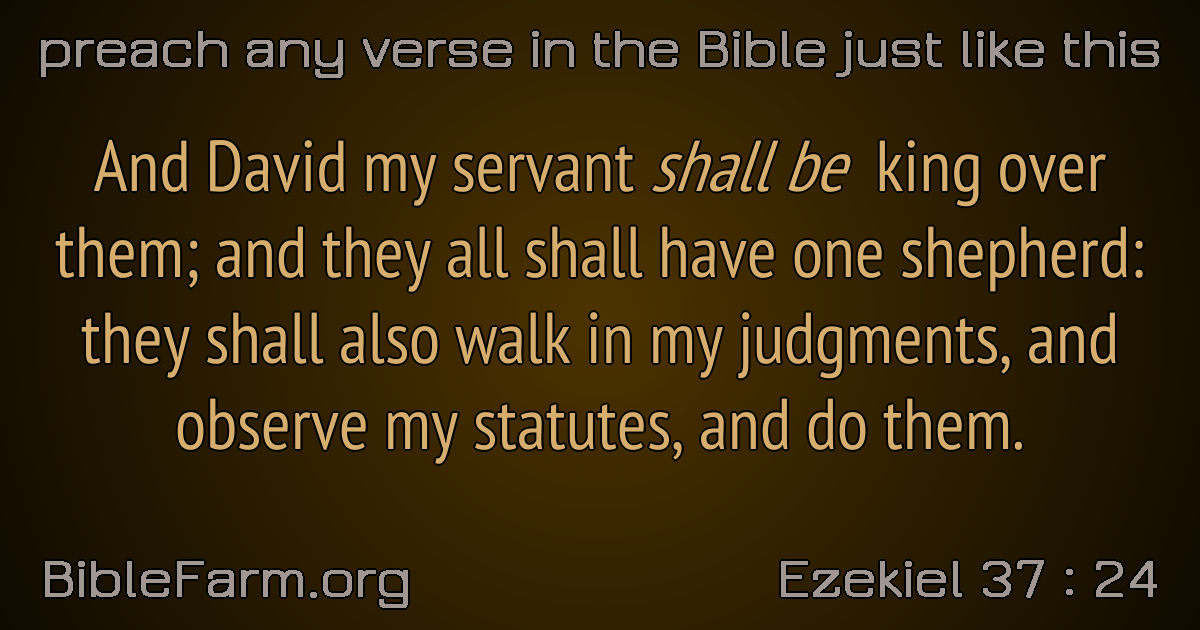 preach any verse in the Bible just like this
And David my servant shall be king over
them; and they all shall have one shepherd:
they shall also walk in my judgments, and
observe my statutes, and do them.
BibleFarm.org
Ezekiel 37 : 24